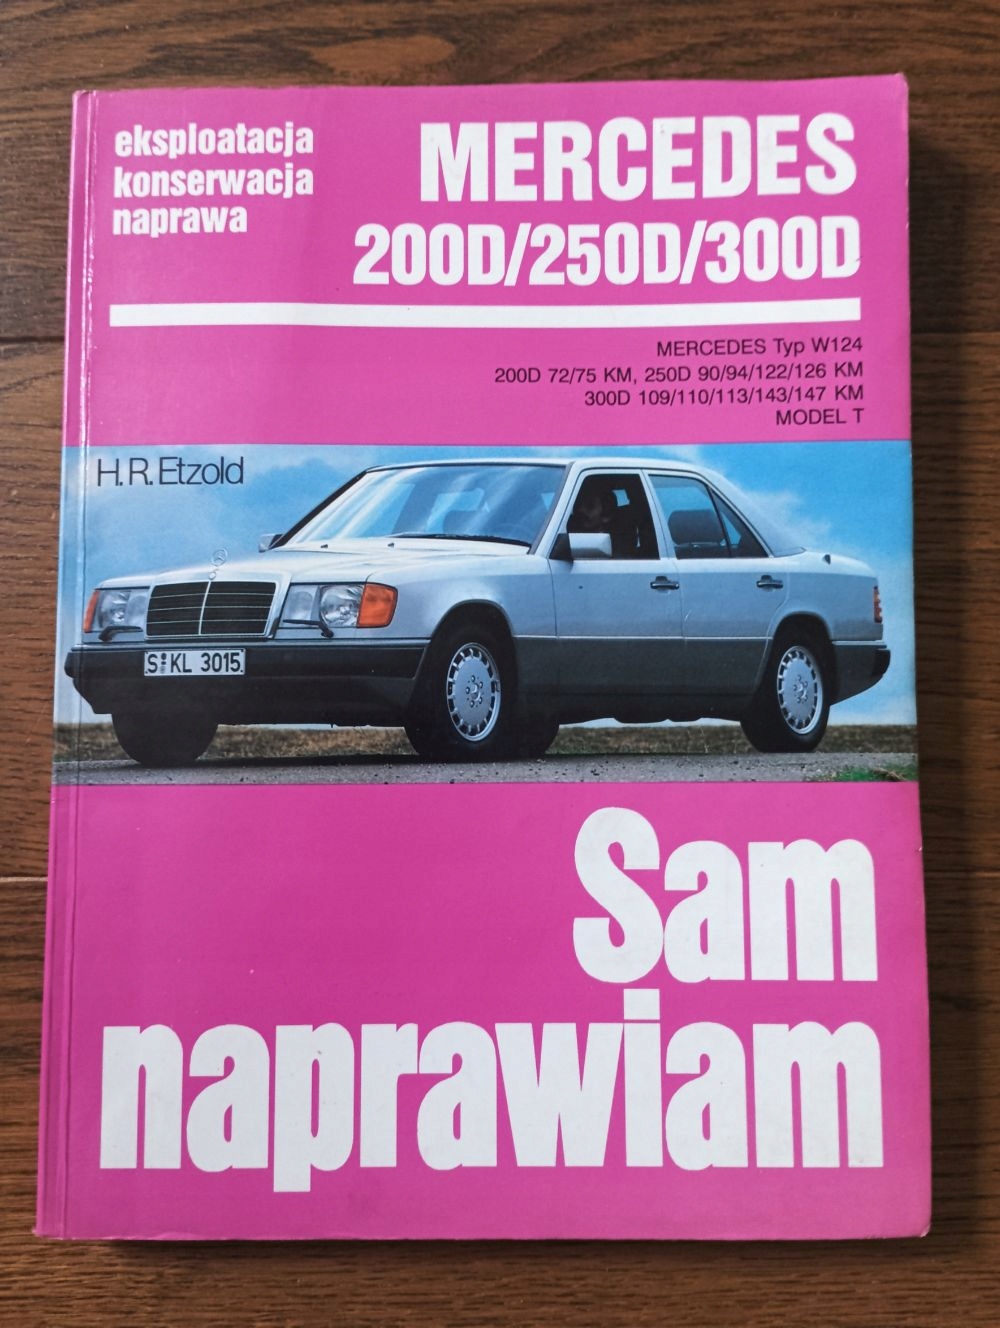 eksploatacja
konserwacja
naprawa
MERCEDES
200D/250D/300D
MERCEDES Typ W124
200D 72/75 KM, 250D 90/94/122/126 KM
300D 109/110/113/143/147 KM
MODEL T
H.R. Etzold
S KL 3015
Sam
naprawiam